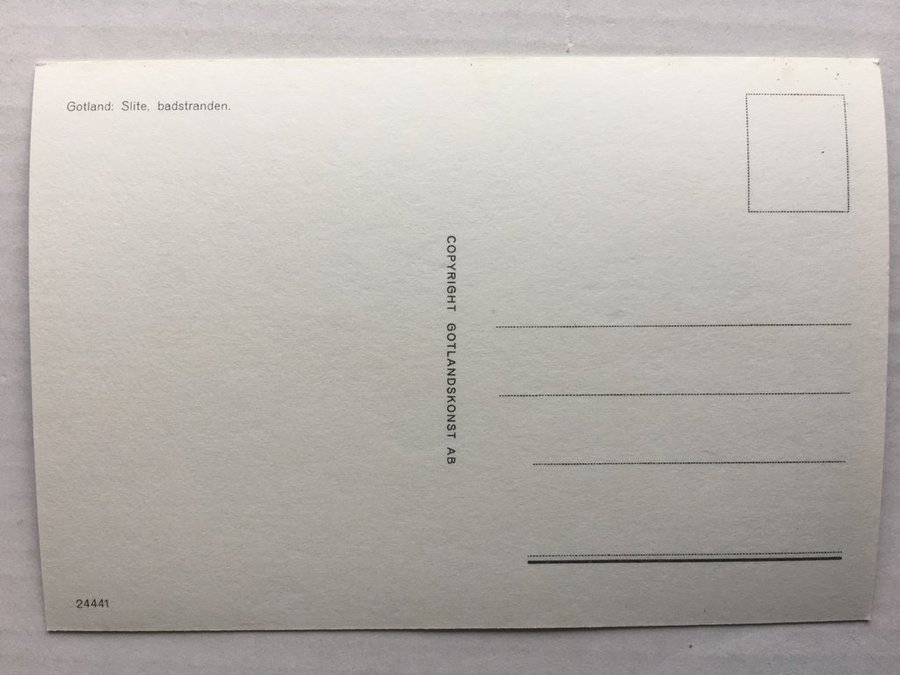 Gotland: Slite, badstranden.
COPYRIGHT GOTLANDSKONST AB
24441